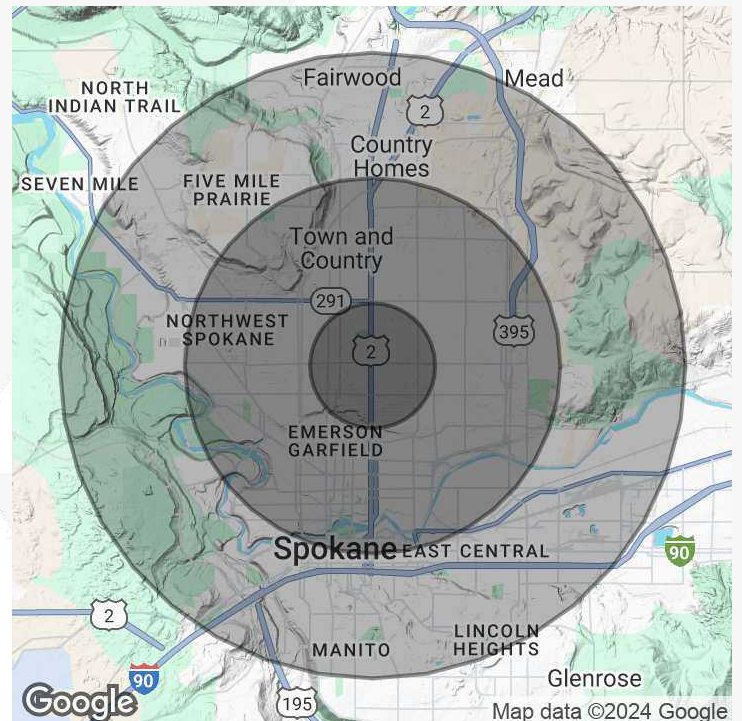 Fairwood
Mead
NORTH
INDIAN TRAIL
2
Country
Homes
SEVEN MILE
FIVE MILE
PRAIRIE
Town and
Country
291
NORTHWEST
SPOKANE
395
2
EMERSON
GARFIELD
Spokane
EAST CENTRAL
90
2
LINCOLN
HEIGHTS
MANITO
Glenrose
90
195
Google
Map data ©2024 Google